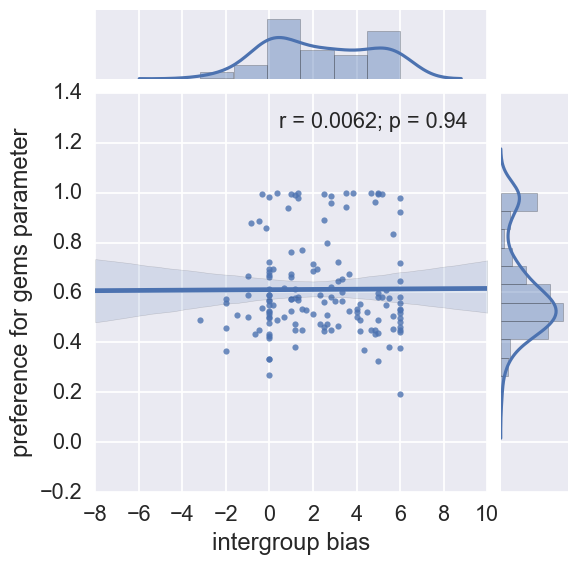 r = 0.0062; p = 0.94
preference for gems parameter
1.4
1.2
1.0
0.8
0.6
0.4
0.2
0.0
−0.2
−8 −6 −4 −2 0 2 4 6 8 10
intergroup bias